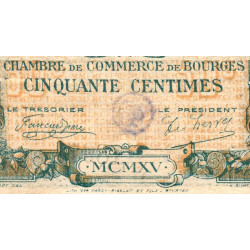 CHAMBRE DE COMMERCE DE BOURGES
CINQUANTE CENTIMES
LE TRESORIER
LE PRESIDENT
MCMXV